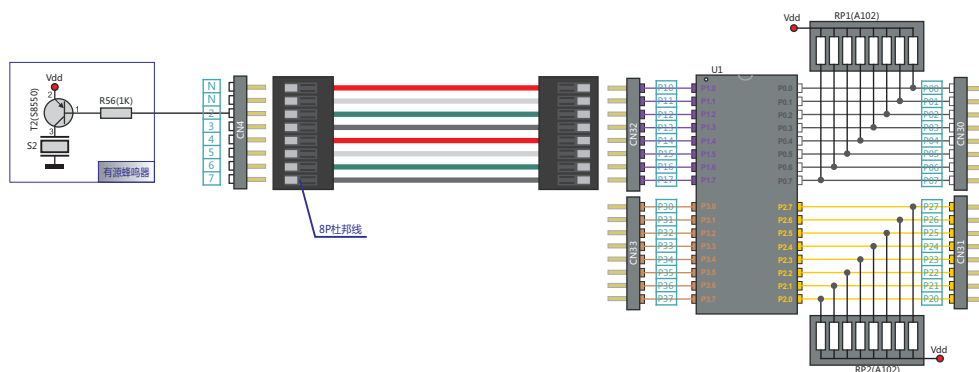 RP1(A102)
Vdd
U1
Vdd
2
1
R56(1K)
T2(S8550)
3
S2
有源蜂鸣器
N
N
2
3
4
5
6
7
CN4
8P杜邦线
CN32
P10
P11
P12
P13
P14
P15
P16
P17
P1.0
P1.1
P1.2
P1.3
P1.4
P1.5
P1.6
P1.7
P0.0
P0.1
P0.2
P0.3
P0.4
P0.5
P0.6
P0.7
P00
P01
P02
P03
P04
P05
P06
P07
CN30
CN33
P30
P31
P32
P33
P34
P35
P36
P37
P3.0
P3.1
P3.2
P3.3
P3.4
P3.5
P3.6
P3.7
P2.7
P2.6
P2.5
P2.4
P2.3
P2.2
P2.1
P2.0
P27
P26
P25
P24
P23
P22
P21
P20
CN31
Vdd
RP2(A102)